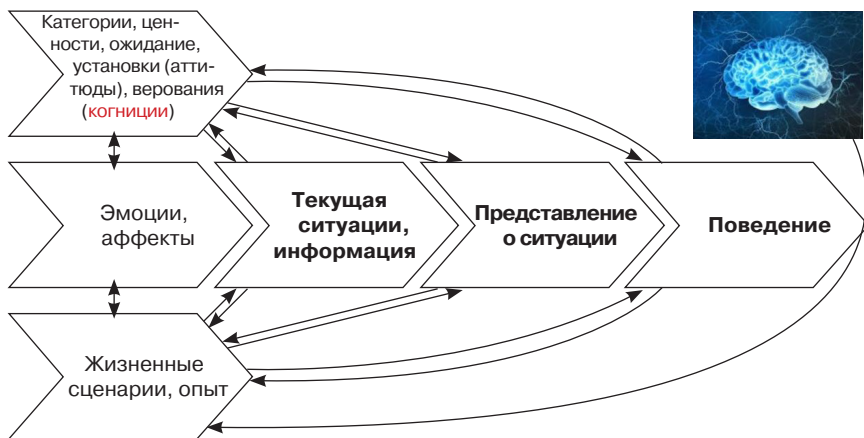 Категории, цен-
ности, ожидание,
установки (атти-
тюды), верования
(когниции)
Эмоции,
аффекты
Текущая
ситуации,
информация
Представление
о ситуации
Поведение
Жизненные
сценарии, опыт